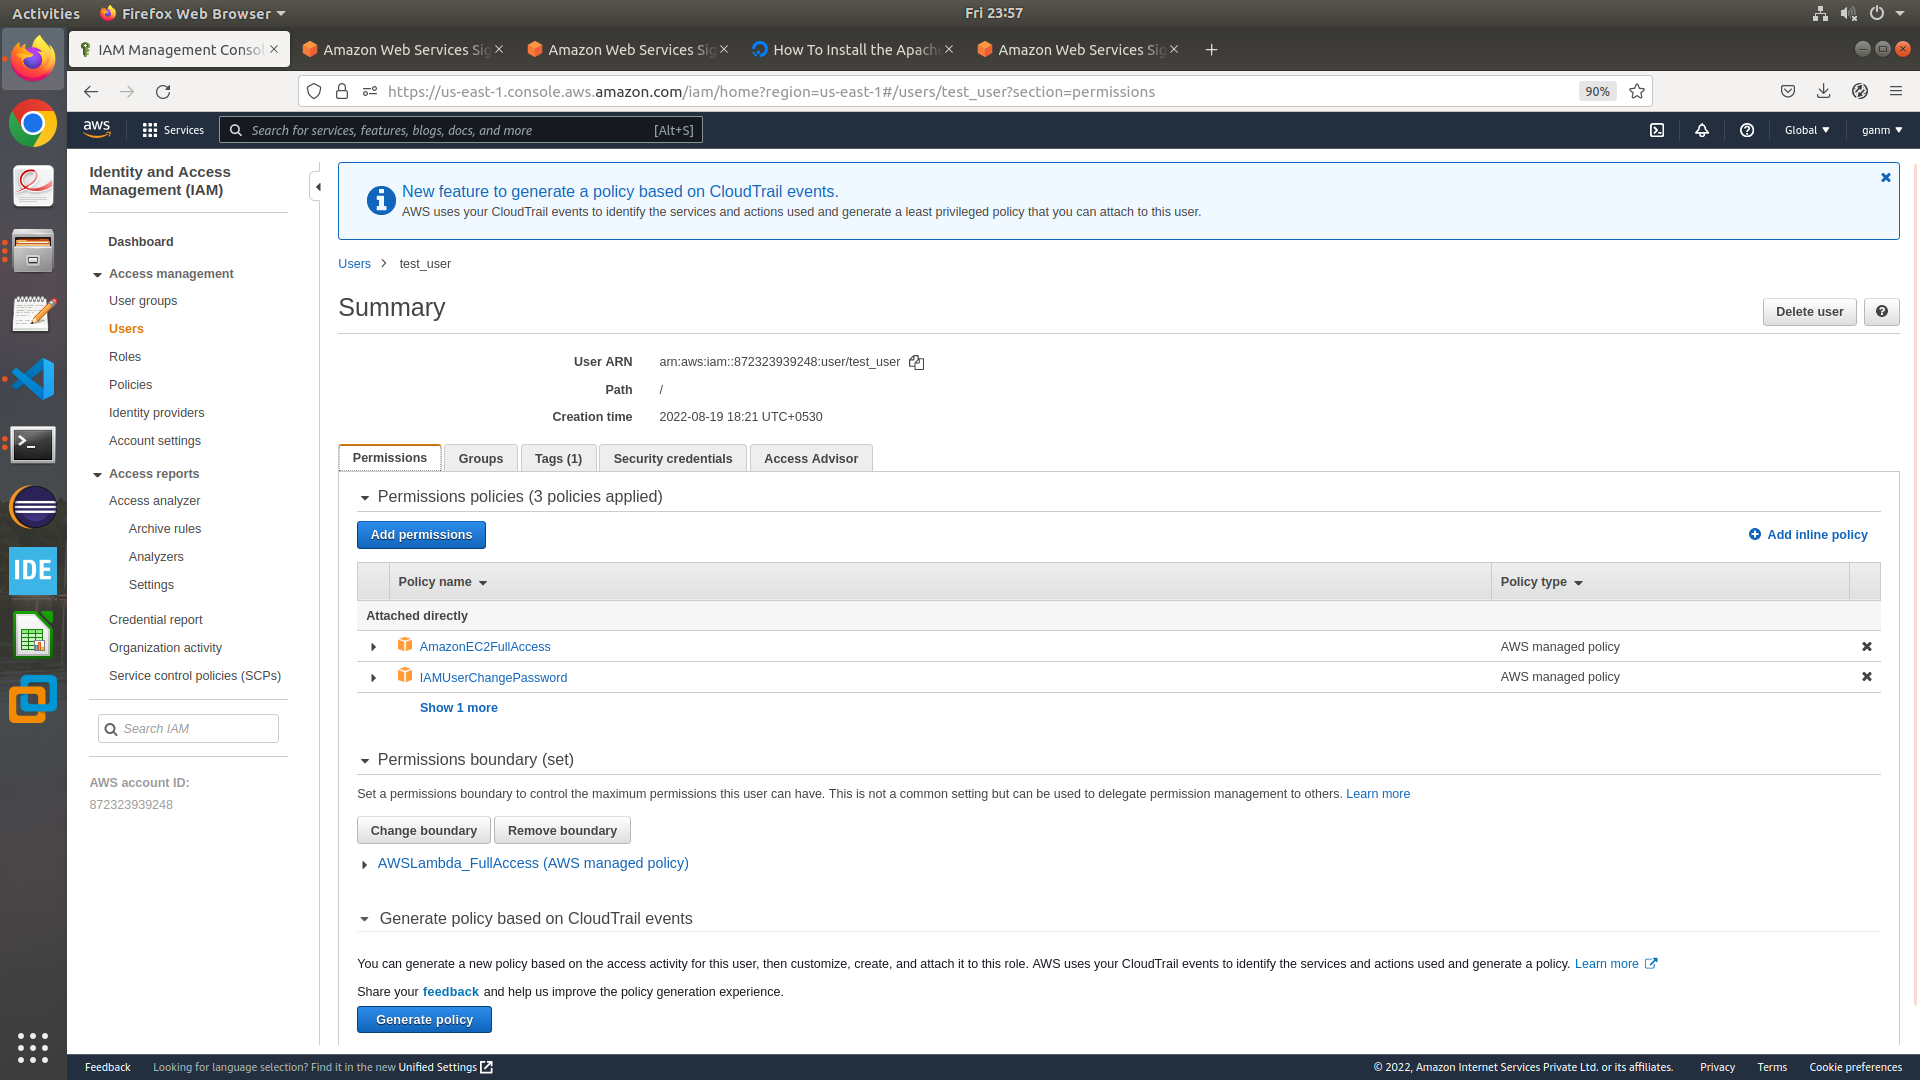 Activities
Firefox Web Browser
Fri 23:57
IAM Management Consol
Amazon Web Services Sig
Amazon Web Services Sig
How To Install the Apach
Amazon Web Services Sig
https://us-east-1.console.aws.amazon.com/iam/home?region=us-east-1#/users/test_user?section=permissions
90%
aws
Services
Search for services, features, blogs, docs, and more
[Alt+S]
Global
ganm
Identity and Access
Management (IAM)
Dashboard
Access management
User groups
Users
Roles
Policies
Identity providers
Account settings
Access reports
Access analyzer
Archive rules
Analyzers
Settings
Credential report
Organization activity
Service control policies (SCPs)
Search IAM
AWS account ID:
872323939248
New feature to generate a policy based on CloudTrail events.
AWS uses your CloudTrail events to identify the services and actions used and generate a least privileged policy that you can attach to this user.
Users > test_user
Summary
Delete user
User ARN arn:aws:iam::872323939248:user/test_user
Path /
Creation time 2022-08-19 18:21 UTC+0530
Permissions
Groups
Tags (1)
Security credentials
Access Advisor
Permissions policies (3 policies applied)
Add permissions
Add inline policy
Policy name
Policy type
Attached directly
AmazonEC2FullAccess AWS managed policy
IAMUserChangePassword AWS managed policy
Show 1 more
Permissions boundary (set)
Set a permissions boundary to control the maximum permissions this user can have. This is not a common setting but can be used to delegate permission management to others. Learn more
Change boundary
Remove boundary
AWSLambda_FullAccess (AWS managed policy)
Generate policy based on CloudTrail events
You can generate a new policy based on the access activity for this user, then customize, create, and attach it to this role. AWS uses your CloudTrail events to identify the services and actions used and generate a policy. Learn more
Share your feedback and help us improve the policy generation experience.
Generate policy
IDE
Feedback
Looking for language selection? Find it in the new Unified Settings
© 2022, Amazon Internet Services Private Ltd. or its affiliates.
Privacy
Terms
Cookie preferences